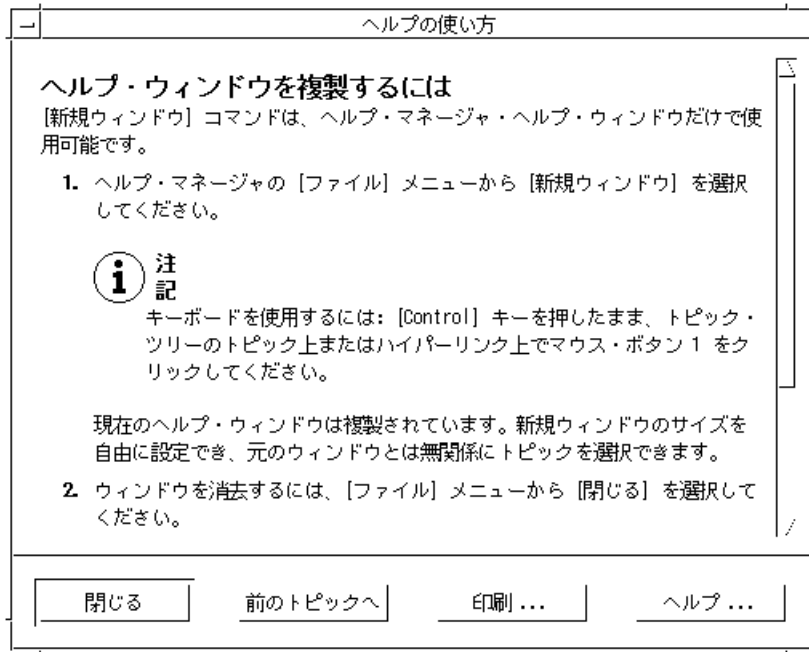 ヘルプの使い方
ヘルプ・ウィンドウを複製するには
[新規ウィンドウ] コマンドは、ヘルプ・マネージャ・ヘルプ・ウィンドウだけで使
用可能です。
1. ヘルプ・マネージャの [ファイル] メニューから [新規ウィンドウ] を選択
してください。
注
記
キーボードを使用するには: [Control] キーを押したまま、トピック・
ツリーのトピック上またはハイパーリンク上でマウス・ボタン 1 をク
リックしてください。
現在のヘルプ・ウィンドウは複製されています。新規ウィンドウのサイズを
自由に設定でき、元のウィンドウとは無関係にトピックを選択できます。
2. ウィンドウを消去するには、[ファイル] メニューから [閉じる] を選択して
ください。
閉じる
前のトピックへ
印刷 ...
ヘルプ ...